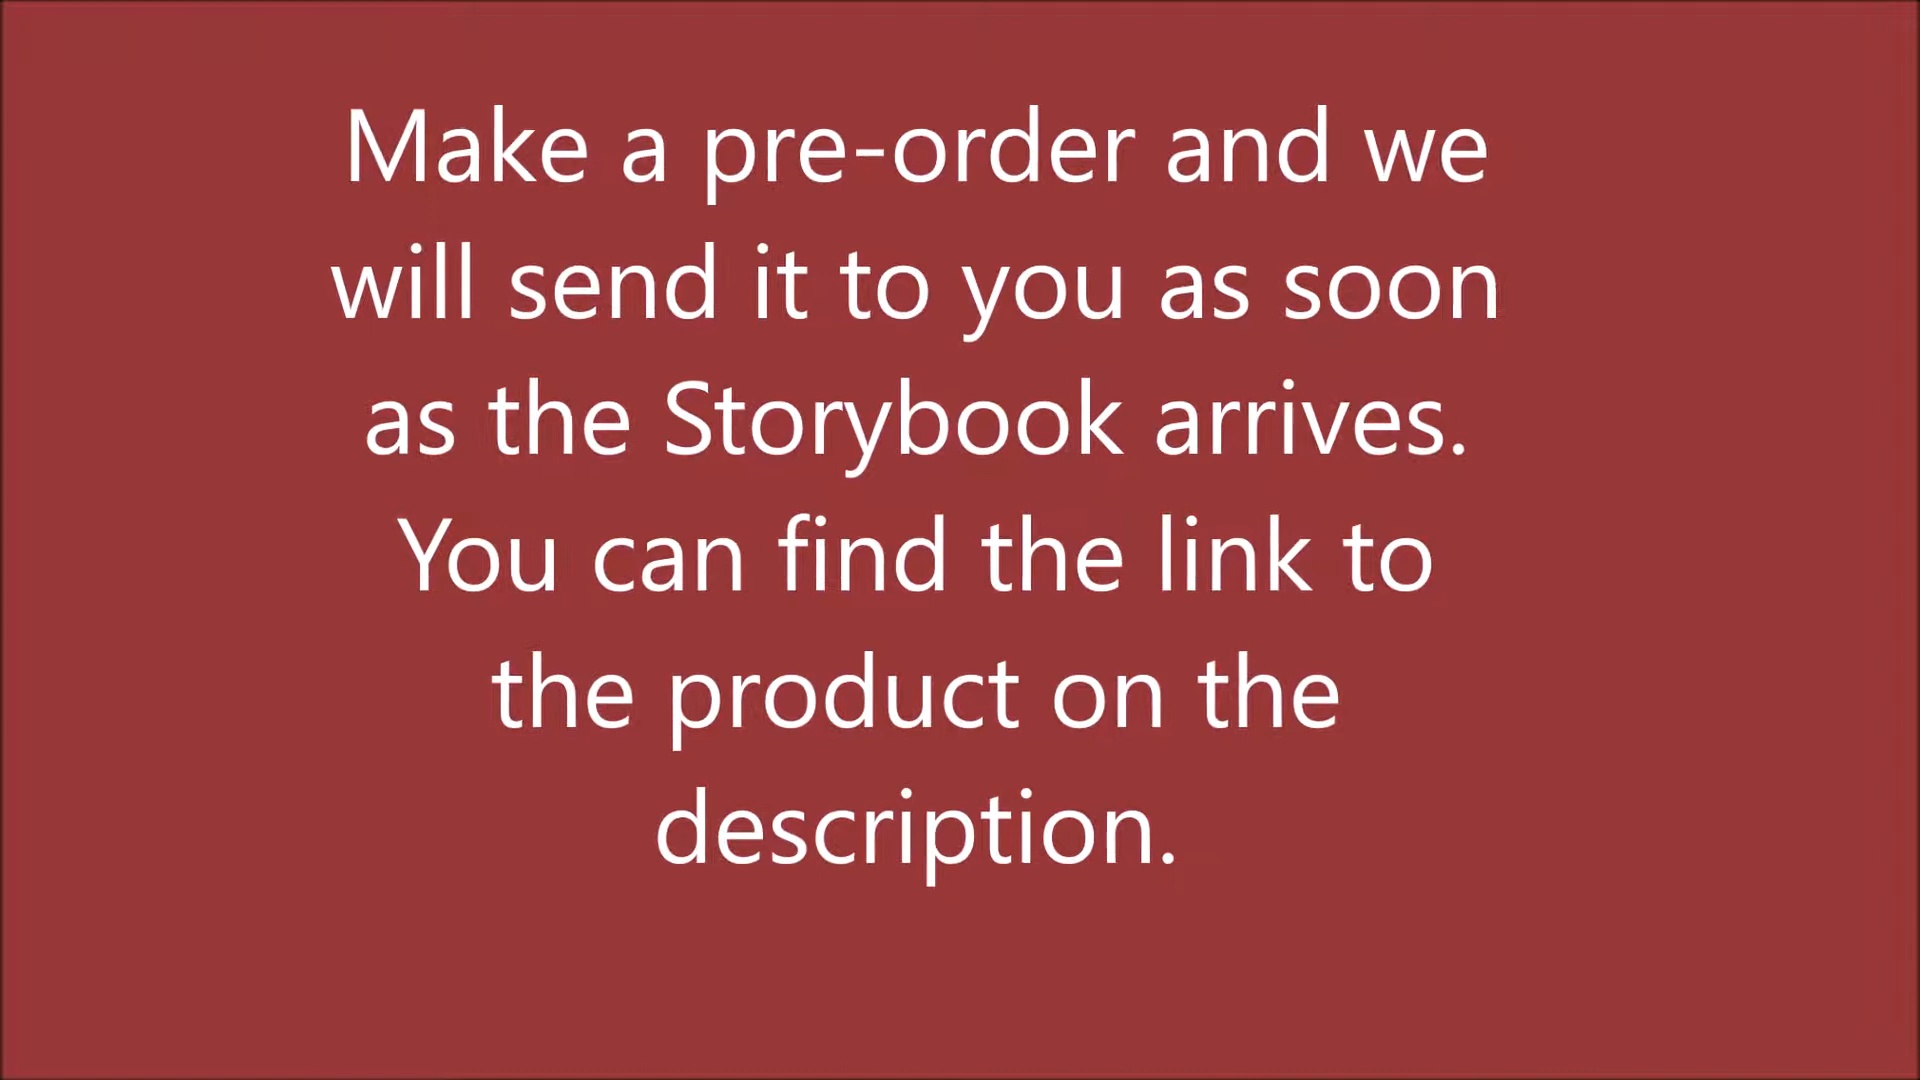 Make a pre-order and we
will send it to you as soon
as the Storybook arrives.
You can find the link to
the product on the
description.